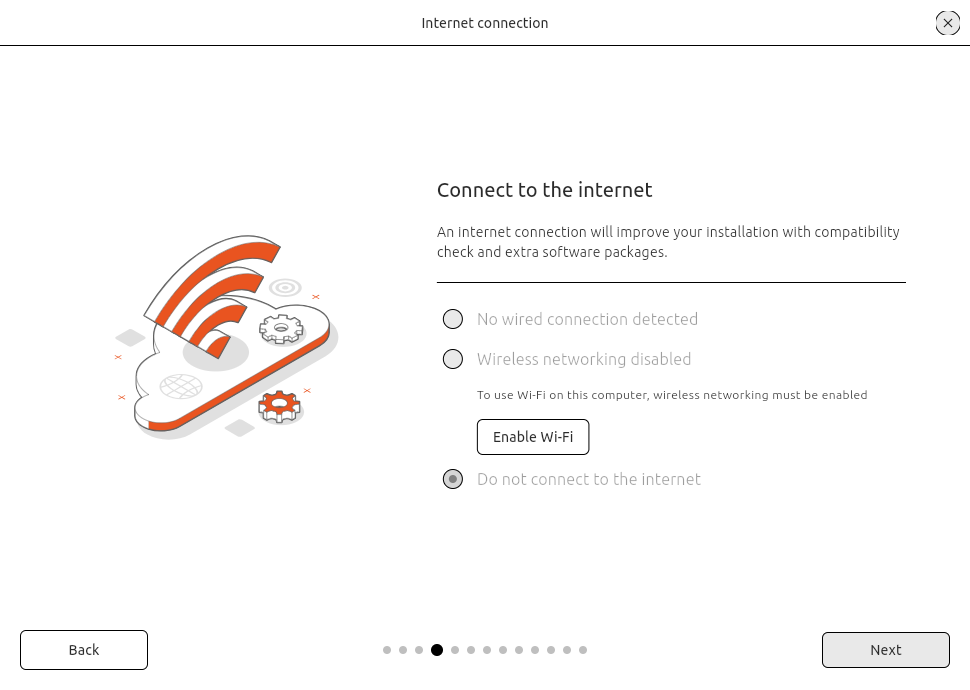 Internet connection
Connect to the internet
An internet connection will improve your installation with compatibility
check and extra software packages.
No wired connection detected
Wireless networking disabled
To use Wi-Fi on this computer, wireless networking must be enabled
Enable Wi-Fi
Do not connect to the internet
Back
Next